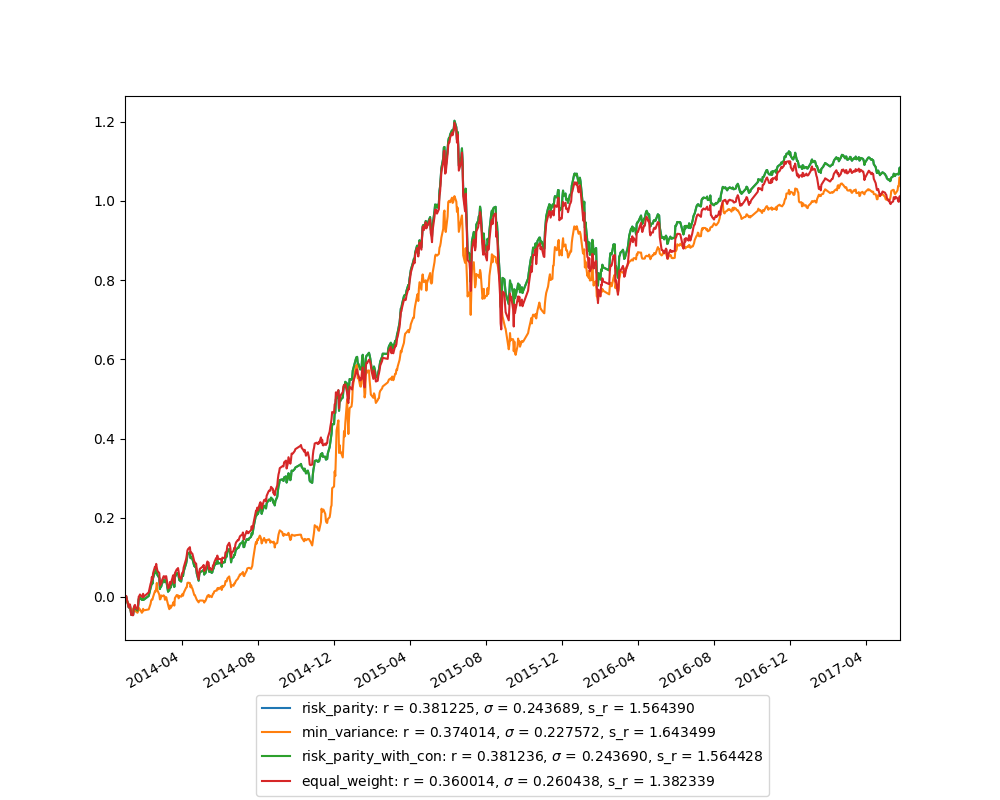 1.2
1.0
0.8
0.6
0.4
0.2
0.0
2014-04 2014-08 2014-12 2015-04 2015-08 2015-12 2016-04 2016-08 2016-12 2017-04
risk_parity: r = 0.381225, σ = 0.243689, s_r = 1.564390
min_variance: r = 0.374014, σ = 0.227572, s_r = 1.643499
risk_parity_with_con: r = 0.381236, σ = 0.243690, s_r = 1.564428
equal_weight: r = 0.360014, σ = 0.260438, s_r = 1.382339